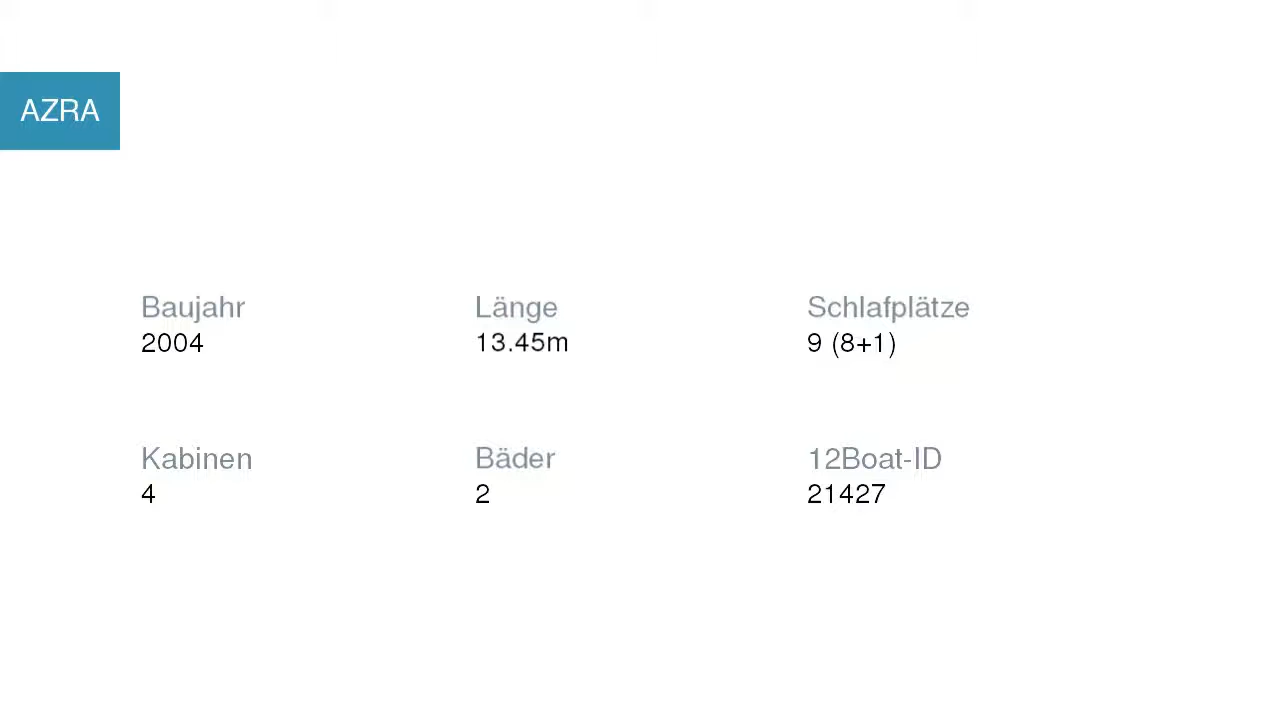 AZRA
Baujahr
2004
Länge
13.45m
Schlafplätze
9 (8+1)
Kabinen
4
Bäder
2
12Boat-ID
21427